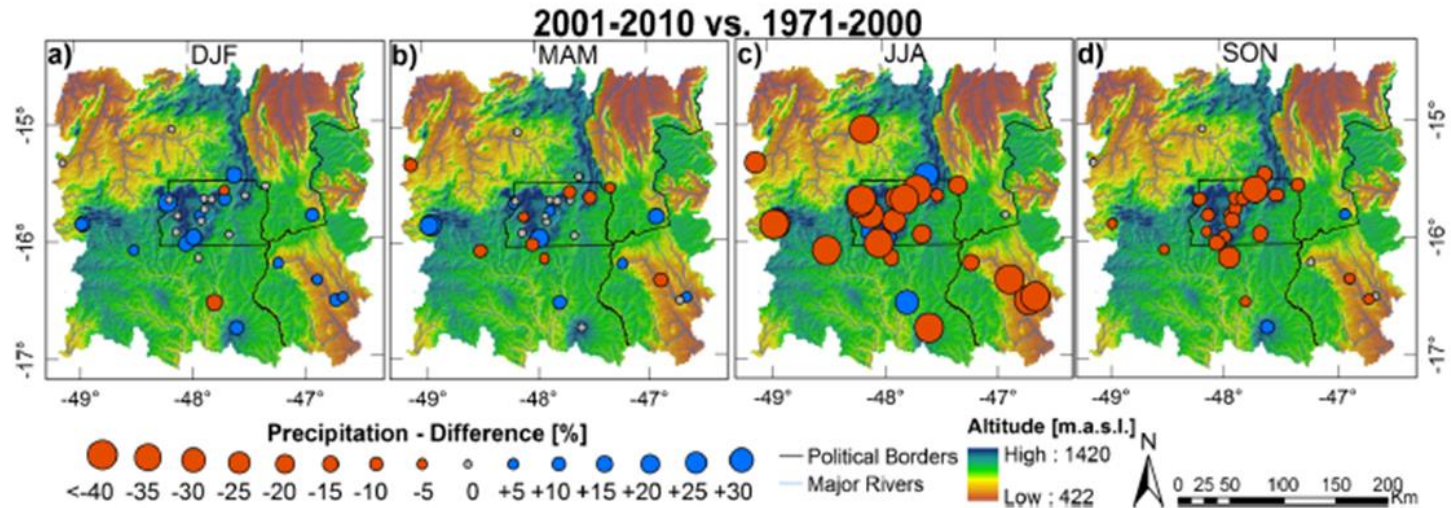 2001-2010 vs. 1971-2000
a) DJF b) MAM c) JJA d) SON
-15° -15°
-16° -16°
-17° -17°
-49° -48° -47° -49° -48° -47° -49° -48° -47° -49° -48° -47°
Precipitation - Difference [%]
<-40 -35 -30 -25 -20 -15 -10 -5 0 +5 +10 +15 +20 +25 +30
Political Borders
Major Rivers
Altitude [m.a.s.l.]
High : 1420
Low : 422
N
0 25 50 100 150 200
Km